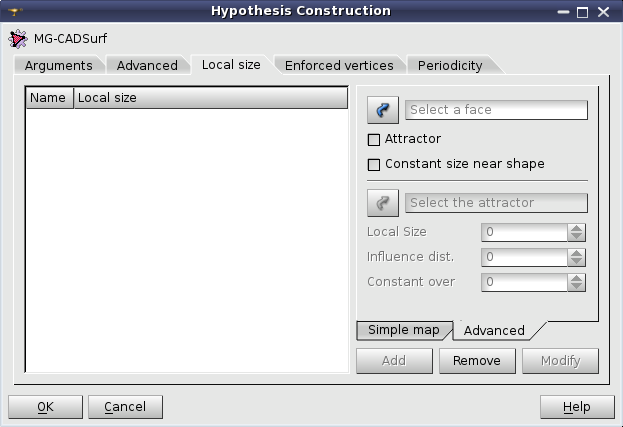 Hypothesis Construction
MG-CADSurf
Arguments Advanced Local size Enforced vertices Periodicity
Name Local size
Select a face
Attractor
Constant size near shape
Select the attractor
Local Size 0
Influence dist. 0
Constant over 0
Simple map Advanced
Add Remove Modify
OK Cancel Help